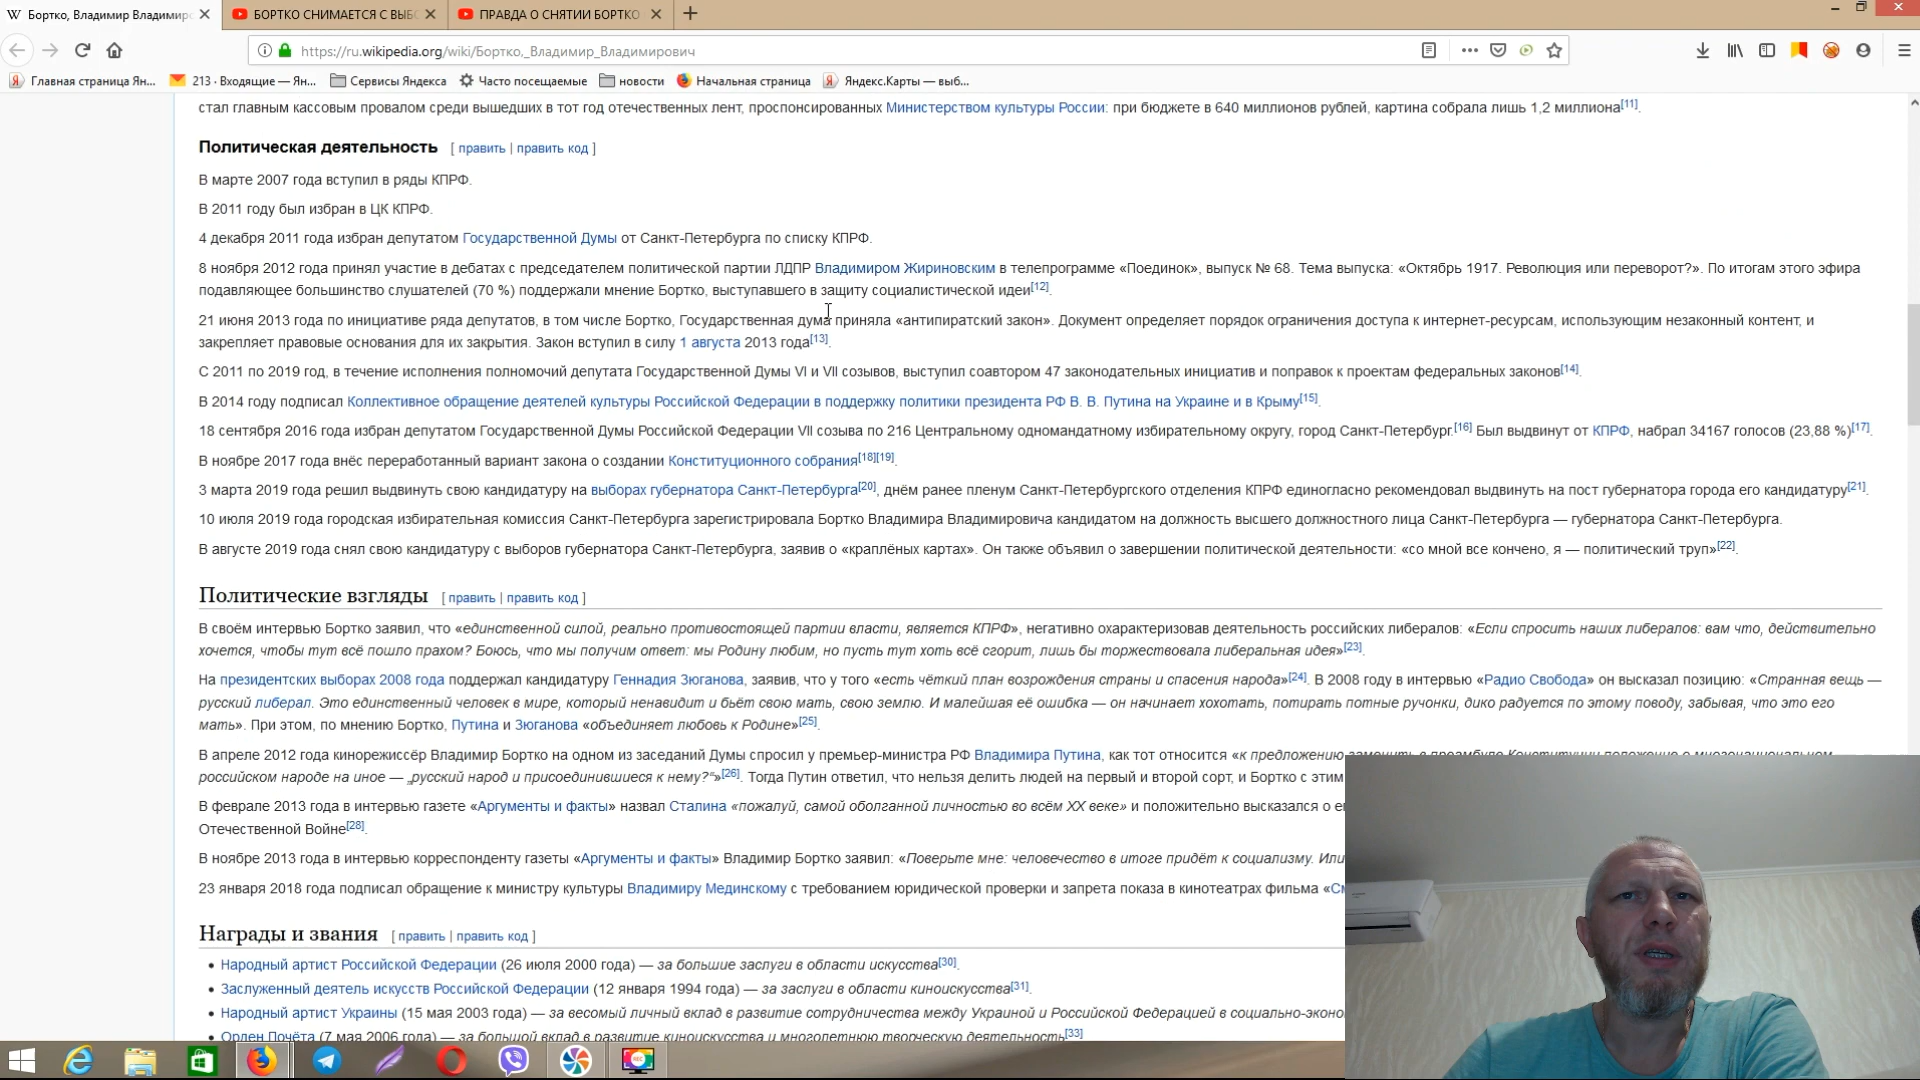 Бортко, Владимир Владимиро
БОРТКО СНИМАЕТСЯ С ВЫБО
ПРАВДА О СНЯТИИ БОРТКО
https://ru.wikipedia.org/wiki/Бортко,_Владимир_Владимирович
Главная страница Ян...
213 · Входящие — Ян...
Сервисы Яндекса
Часто посещаемые
новости
Начальная страница
Яндекс.Карты — выб...
стал главным кассовым провалом среди вышедших в тот год отечественных лент, проспонсированных Министерством культуры России: при бюджете в 640 миллионов рублей, картина собрала лишь 1,2 миллиона[11].
Политическая деятельность [ править | править код ]
В марте 2007 года вступил в ряды КПРФ.
В 2011 году был избран в ЦК КПРФ.
4 декабря 2011 года избран депутатом Государственной Думы от Санкт-Петербурга по списку КПРФ.
8 ноября 2012 года принял участие в дебатах с председателем политической партии ЛДПР Владимиром Жириновским в телепрограмме «Поединок», выпуск № 68. Тема выпуска: «Октябрь 1917. Революция или переворот?». По итогам этого эфира
подавляющее большинство слушателей (70 %) поддержали мнение Бортко, выступавшего в защиту социалистической идеи[12].
21 июня 2013 года по инициативе ряда депутатов, в том числе Бортко, Государственная дума приняла «антипиратский закон». Документ определяет порядок ограничения доступа к интернет-ресурсам, использующим незаконный контент, и
закрепляет правовые основания для их закрытия. Закон вступил в силу 1 августа 2013 года[13].
С 2011 по 2019 год, в течение исполнения полномочий депутата Государственной Думы VI и VII созывов, выступил соавтором 47 законодательных инициатив и поправок к проектам федеральных законов[14].
В 2014 году подписал Коллективное обращение деятелей культуры Российской Федерации в поддержку политики президента РФ В. В. Путина на Украине и в Крыму[15].
18 сентября 2016 года избран депутатом Государственной Думы Российской Федерации VII созыва по 216 Центральному одномандатному избирательному округу, город Санкт-Петербург.[16] Был выдвинут от КПРФ, набрал 34167 голосов (23,88 %)[17].
В ноябре 2017 года внёс переработанный вариант закона о создании Конституционного собрания[18][19].
3 марта 2019 года решил выдвинуть свою кандидатуру на выборах губернатора Санкт-Петербурга[20], днём ранее пленум Санкт-Петербургского отделения КПРФ единогласно рекомендовал выдвинуть на пост губернатора города его кандидатуру[21].
10 июля 2019 года городская избирательная комиссия Санкт-Петербурга зарегистрировала Бортко Владимира Владимировича кандидатом на должность высшего должностного лица Санкт-Петербурга — губернатора Санкт-Петербурга.
В августе 2019 года снял свою кандидатуру с выборов губернатора Санкт-Петербурга, заявив о «краплёных картах». Он также объявил о завершении политической деятельности: «со мной все кончено, я — политический труп»[22].
Политические взгляды [ править | править код ]
В своём интервью Бортко заявил, что «единственной силой, реально противостоящей партии власти, является КПРФ», негативно охарактеризовав деятельность российских либералов: «Если спросить наших либералов: вам что, действительно
хочется, чтобы тут всё пошло прахом? Боюсь, что мы получим ответ: мы Родину любим, но пусть тут хоть всё сгорит, лишь бы торжествовала либеральная идея»[23].
На президентских выборах 2008 года поддержал кандидатуру Геннадия Зюганова, заявив, что у того «есть чёткий план возрождения страны и спасения народа»[24]. В 2008 году в интервью «Радио Свобода» он высказал позицию: «Странная вещь —
русский либерал. Это единственный человек в мире, который ненавидит и бьёт свою мать, свою землю. И малейшая её ошибка — он начинает хохотать, потирать потные ручонки, дико радуется по этому поводу, забывая, что это его
мать». При этом, по мнению Бортко, Путина и Зюганова «объединяет любовь к Родине»[25].
В апреле 2012 года кинорежиссёр Владимир Бортко на одном из заседаний Думы спросил у премьер-министра РФ Владимира Путина, как тот относится «к предложению заменить в преамбуле Конституции положение о многонациональном
российском народе на иное — „русский народ и присоединившиеся к нему?“»[26]. Тогда Путин ответил, что нельзя делить людей на первый и второй сорт, и Бортко с этим
В феврале 2013 года в интервью газете «Аргументы и факты» назвал Сталина «пожалуй, самой оболганной личностью во всём XX веке» и положительно высказался о е
Отечественной Войне[28].
В ноябре 2013 года в интервью корреспонденту газеты «Аргументы и факты» Владимир Бортко заявил: «Поверьте мне: человечество в итоге придёт к социализму. Или
23 января 2018 года подписал обращение к министру культуры Владимиру Мединскому с требованием юридической проверки и запрета показа в кинотеатрах фильма «См
Награды и звания [ править | править код ]
• Народный артист Российской Федерации (26 июля 2000 года) — за большие заслуги в области искусства[30].
• Заслуженный деятель искусств Российской Федерации (12 января 1994 года) — за заслуги в области киноискусства[31].
• Народный артист Украины (15 мая 2003 года) — за весомый личный вклад в развитие сотрудничества между Украиной и Российской Федерацией в социально-эконо
• Орден Почёта (7 мая 2006 года) — за большой вклад в развитие киноискусства и многолетнюю творческую деятельность[33]